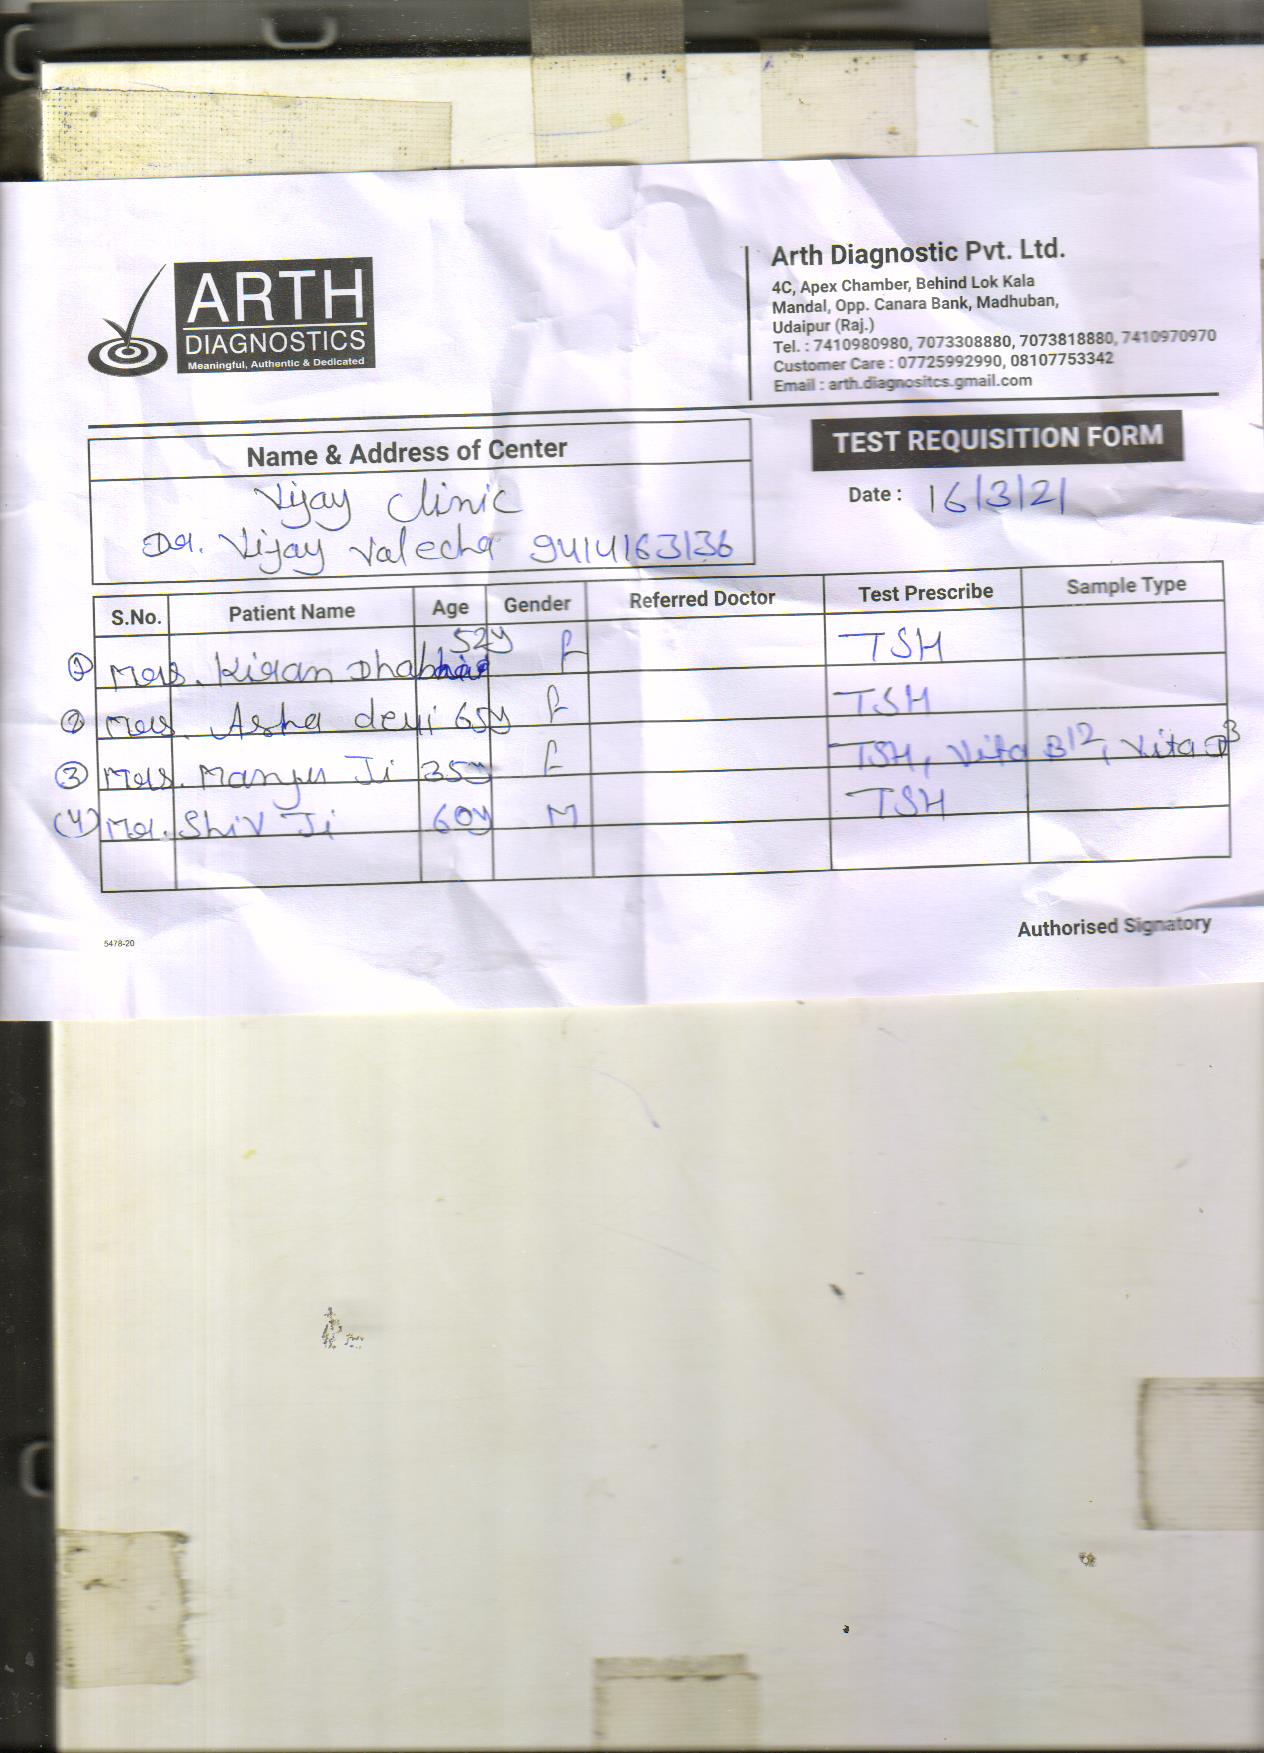 ARTH
DIAGNOSTICS
Meaningful, Authentic & Dedicated
Arth Diagnostic Pvt. Ltd.
4C, Apex Chamber, Behind Lok Kala
Mandal, Opp. Canara Bank, Madhuban,
Udaipur (Raj.)
Tel. : 7410980980, 7073308880, 7073818880, 7410970970
Customer Care : 07725992990, 08107753342
Email : arth.diagnositcs.gmail.com
Name & Address of Center
Vijay Clinic
Dr. Vijay Valecha 9414163136
TEST REQUISITION FORM
Date : 16/3/21
S.No. Patient Name Age Gender Referred Doctor Test Prescribe Sample Type
1 Mrs. Kiran 52y F TSH
2 Mrs. Asha devi 65y F TSH
3 Mrs. Manju Ji 35y F TSH, Vita B12, Vita D3
(4) Mr. Shiv Ji 60y M TSH
Authorised Signatory
5478-20